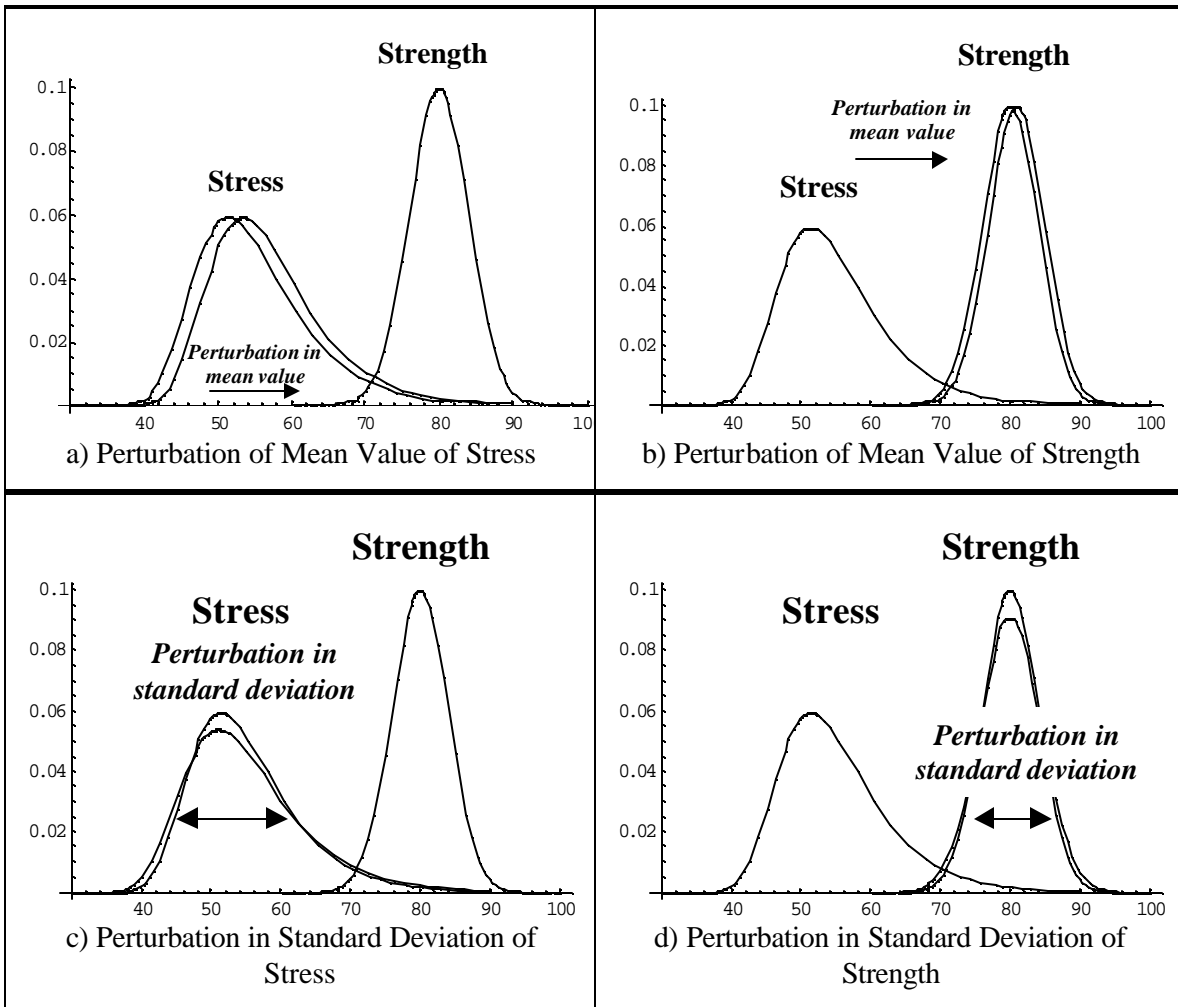 Strength
0.1
0.08
Stress
0.06
0.04
Perturbation in
mean value
0.02
40 50 60 70 80 90 10
a) Perturbation of Mean Value of Stress
Strength
0.1
Perturbation in
mean value
0.08
Stress
0.06
0.04
0.02
40 50 60 70 80 90 100
b) Perturbation of Mean Value of Strength
Strength
0.1
Stress
0.08
Perturbation in
standard deviation
0.06
0.04
0.02
40 50 60 70 80 90 100
c) Perturbation in Standard Deviation of
Stress
Strength
0.1
Stress
0.08
0.06
Perturbation in
standard deviation
0.04
0.02
40 50 60 70 80 90 100
d) Perturbation in Standard Deviation of
Strength